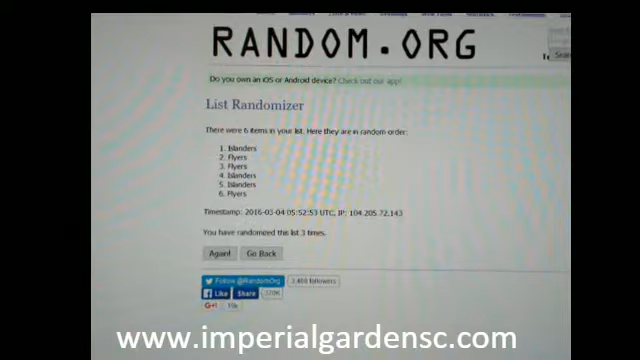 RANDOM.ORG
Do you own an iOS or Android device? Check out our app!
List Randomizer
There were 6 items in your list. Here they are in random order:
1. Islanders
2. Flyers
3. Flyers
4. Islanders
5. Islanders
6. Flyers
Timestamp: 2016-03-04 05:52:53 UTC, IP: 104.205.72.143
You have randomized this list 3 times.
Again! Go Back
Follow @RandomOrg
Like Share
www.imperialgardensc.com